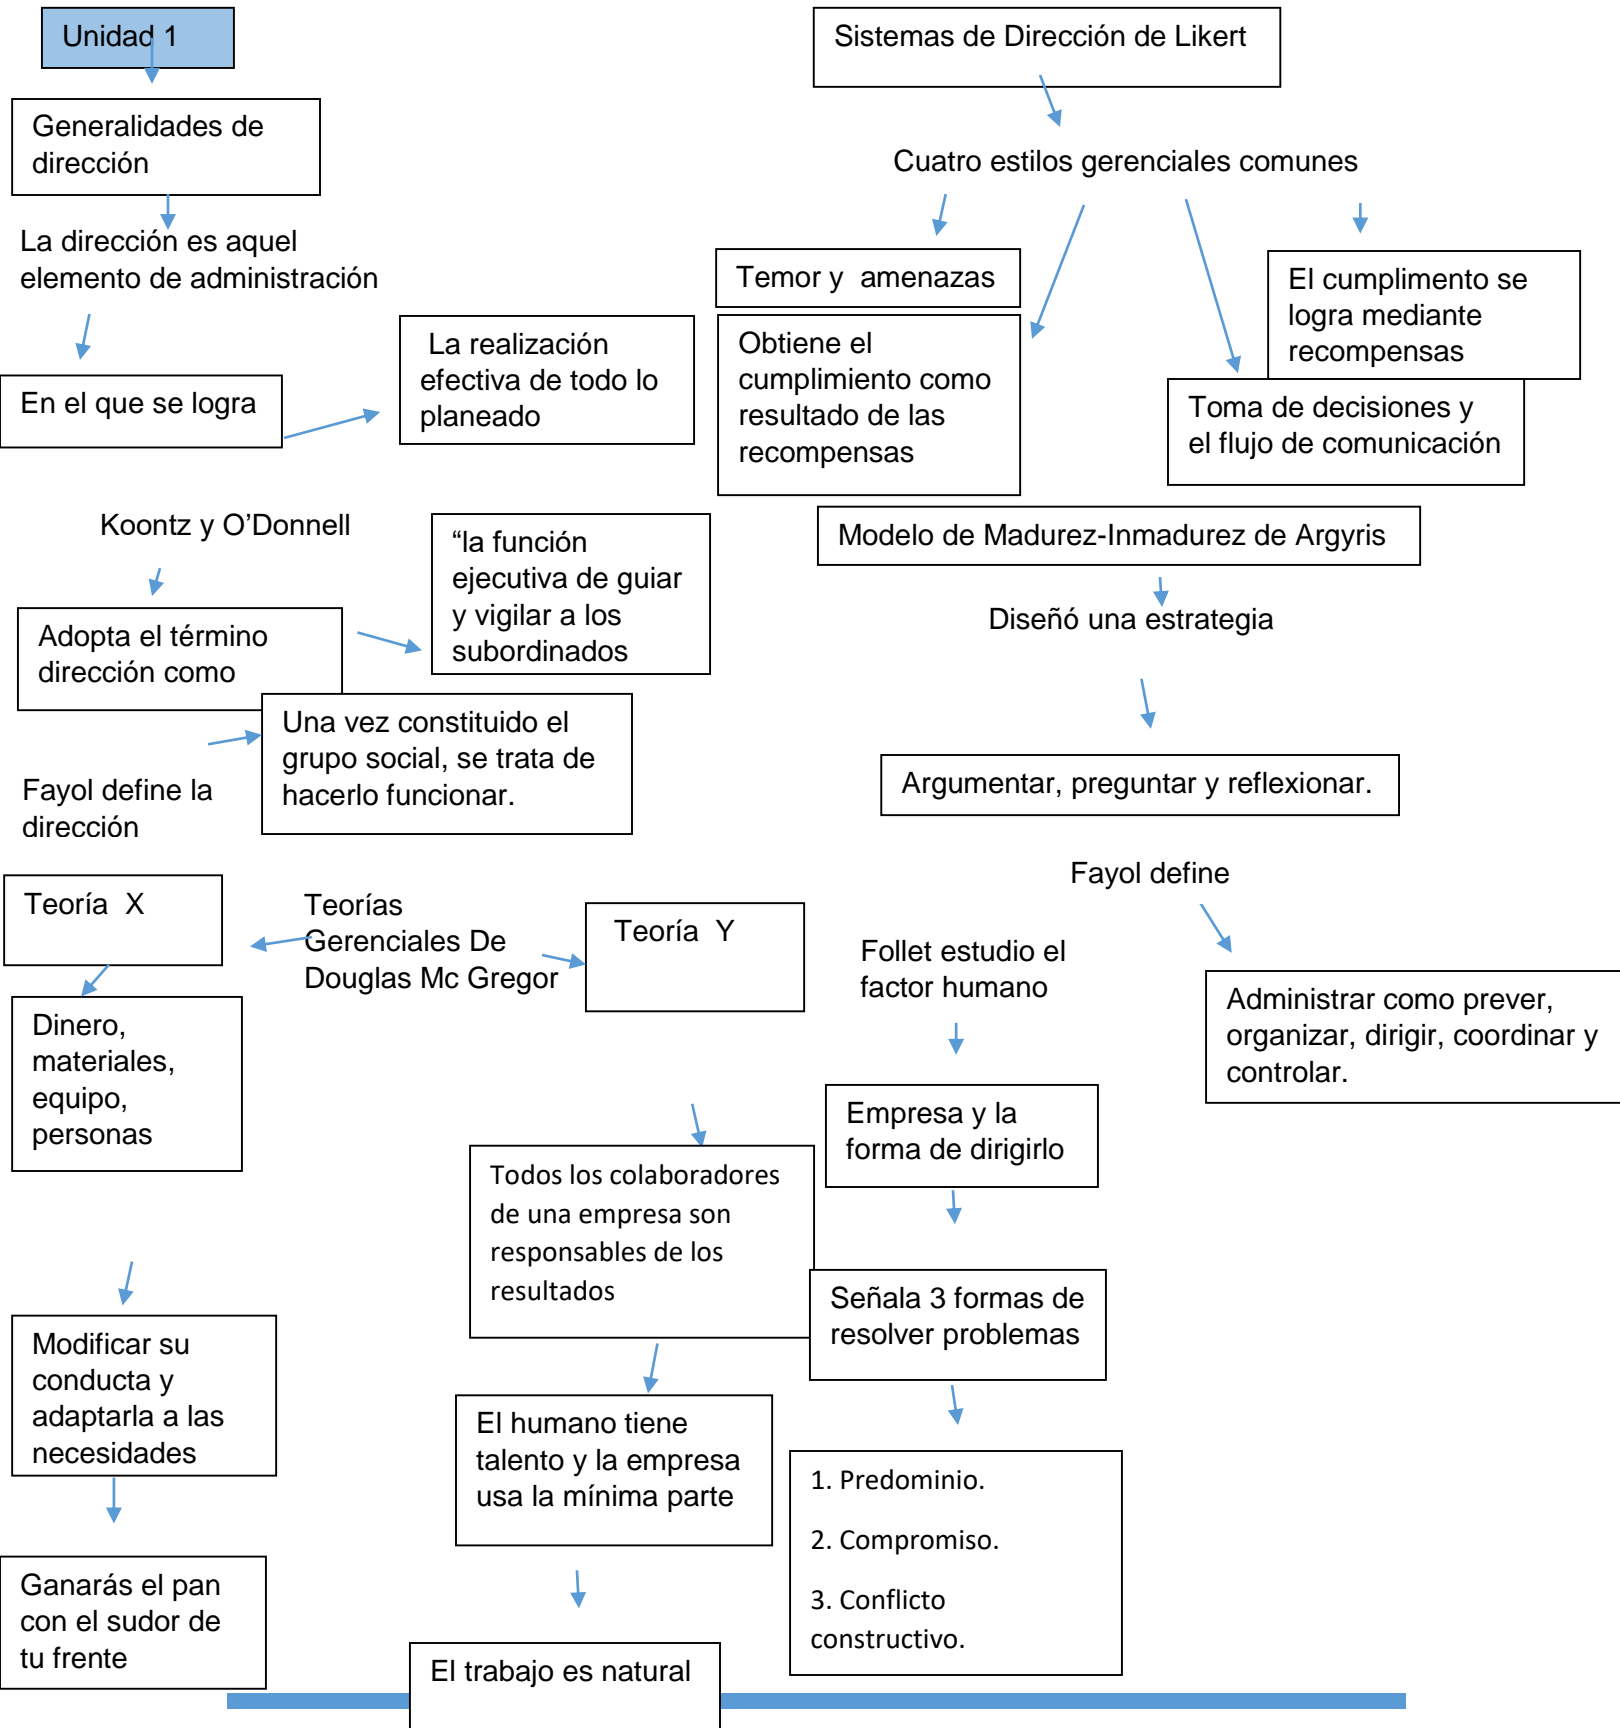 Unidad 1
Generalidades de
dirección
La dirección es aquel
elemento de administración
En el que se logra
La realización
efectiva de todo lo
planeado
Koontz y O’Donnell
Adopta el término
dirección como
“la función
ejecutiva de guiar
y vigilar a los
subordinados
Fayol define la
dirección
Una vez constituido el
grupo social, se trata de
hacerlo funcionar.
Teorías
Gerenciales De
Douglas Mc Gregor
Teoría  X
Dinero,
materiales,
equipo,
personas
Modificar su
conducta y
adaptarla a las
necesidades
Ganarás el pan
con el sudor de
tu frente
Teoría  Y
Todos los colaboradores
de una empresa son
responsables de los
resultados
El humano tiene
talento y la empresa
usa la mínima parte
El trabajo es natural
Sistemas de Dirección de Likert
Cuatro estilos gerenciales comunes
Temor y  amenazas
Obtiene el
cumplimiento como
resultado de las
recompensas
Toma de decisiones y
el flujo de comunicación
El cumplimento se
logra mediante
recompensas
Modelo de Madurez-Inmadurez de Argyris
Diseñó una estrategia
Argumentar, preguntar y reflexionar.
Fayol define
Administrar como prever,
organizar, dirigir, coordinar y
controlar.
Follet estudio el
factor humano
Empresa y la
forma de dirigirlo
Señala 3 formas de
resolver problemas
1. Predominio.
2. Compromiso.
3. Conflicto
constructivo.